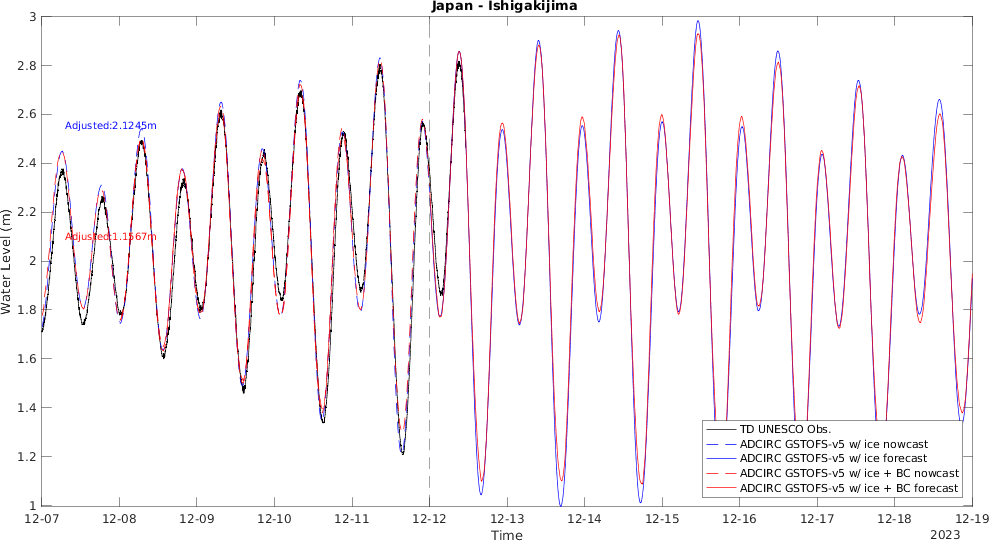 Japan - Ishigakijima
3
2.8
2.6
2.4
2.2
2
1.8
1.6
1.4
1.2
1
Water Level (m)
Adjusted:2.1245m
Adjusted:1.1567m
TD UNESCO Obs.
ADCIRC GSTOFS-v5 w/ ice nowcast
ADCIRC GSTOFS-v5 w/ ice forecast
ADCIRC GSTOFS-v5 w/ ice + BC nowcast
ADCIRC GSTOFS-v5 w/ ice + BC forecast
12-07 12-08 12-09 12-10 12-11 12-12 12-13 12-14 12-15 12-16 12-17 12-18 12-19
Time
2023